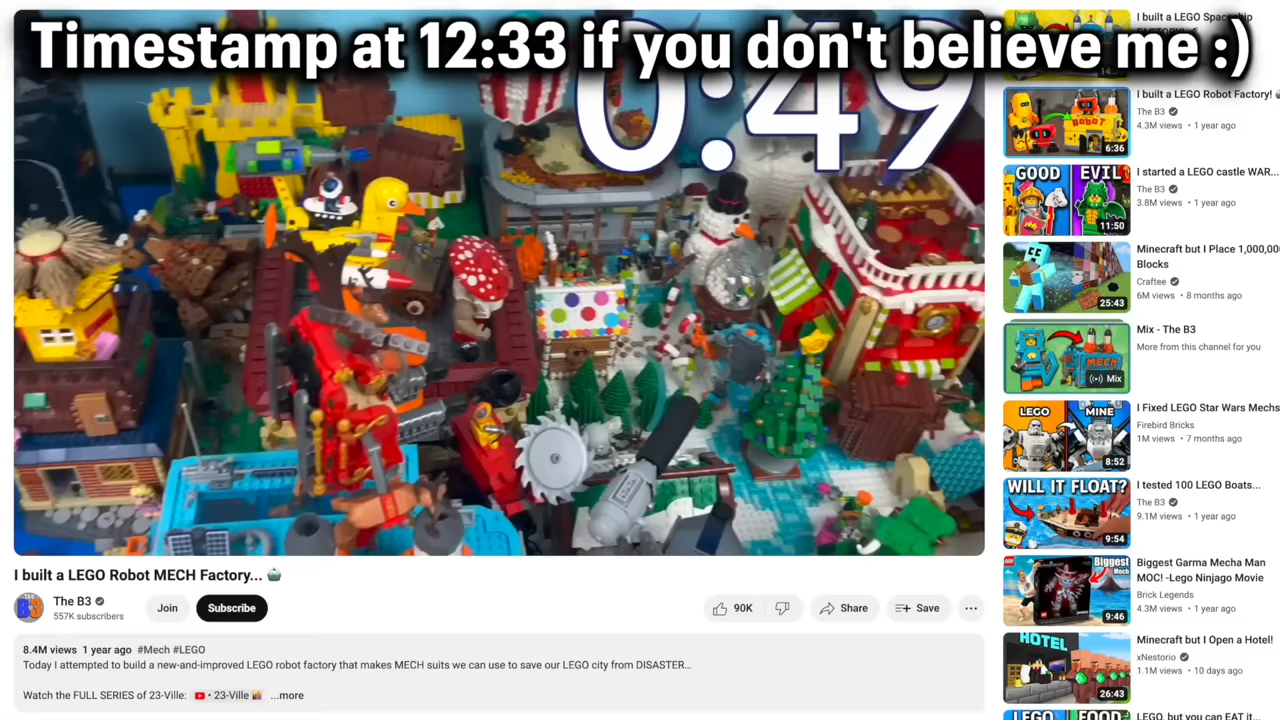 Timestamp at 12:33 if you don't believe me :)
0:49
I built a LEGO Robot MECH Factory...
The B3
557K subscribers
Join
Subscribe
90K
Share
Save
8.4M views 1 year ago #Mech #LEGO
Today I attempted to build a new-and-improved LEGO robot factory that makes MECH suits we can use to save our LEGO city from DISASTER...
Watch the FULL SERIES of 23-Ville: • 23-Ville ...more
I built a LEGO Spaceship
I built a LEGO Robot Factory!
The B3
4.3M views • 1 year ago
ROBOT
6:36
GOOD EVIL
11:50
I started a LEGO castle WAR...
The B3
3.8M views • 1 year ago
25:43
Minecraft but I Place 1,000,00
Blocks
Craftee
6M views • 8 months ago
MECH
Mix
Mix - The B3
More from this channel for you
LEGO MINE
8:52
I Fixed LEGO Star Wars Mechs
Firebird Bricks
1M views • 7 months ago
WILL IT FLOAT?
9:54
I tested 100 LEGO Boats...
The B3
9.1M views • 1 year ago
Biggest
Mech
9:46
Biggest Garma Mecha Man
MOC! -Lego Ninjago Movie
Brick Legends
4.3M views • 1 year ago
HOTEL
26:43
Minecraft but I Open a Hotel!
xNestorio
1.1M views • 10 days ago
LEGO FOOD
LEGO, but you can EAT it...